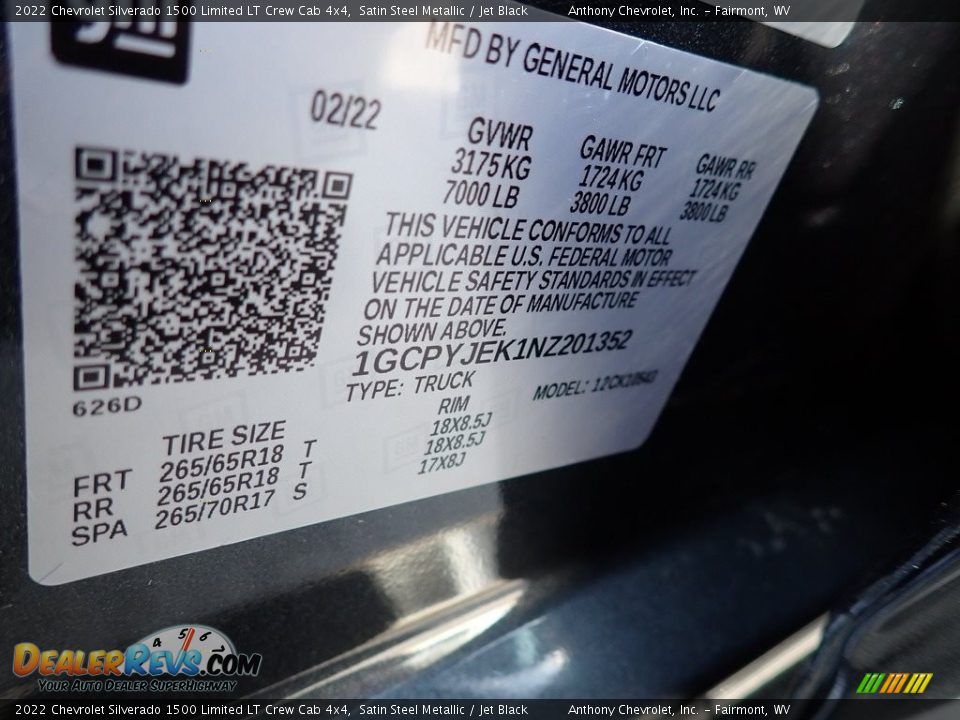 2022 Chevrolet Silverado 1500 Limited LT Crew Cab 4x4, Satin Steel Metallic / Jet Black Anthony Chevrolet, Inc. – Fairmont, WV
gm
MFD BY GENERAL MOTORS LLC
02/22
GVWR GAWR FRT GAWR RR
3175 KG 1724 KG 1724 KG
7000 LB 3800 LB 3800 LB
THIS VEHICLE CONFORMS TO ALL
APPLICABLE U.S. FEDERAL MOTOR
VEHICLE SAFETY STANDARDS IN EFFECT
ON THE DATE OF MANUFACTURE
SHOWN ABOVE.
1GCPYJEK1NZ201352
TYPE: TRUCK MODEL:
626D
TIRE SIZE RIM
FRT 265/65R18 T 18X8.5J
RR 265/65R18 T 18X8.5J
SPA 265/70R17 S 17X8J
4 5 6
DEALERREVS.COM
YOUR AUTO DEALER SUPERHIGHWAY
2022 Chevrolet Silverado 1500 Limited LT Crew Cab 4x4, Satin Steel Metallic / Jet Black Anthony Chevrolet, Inc. – Fairmont, WV